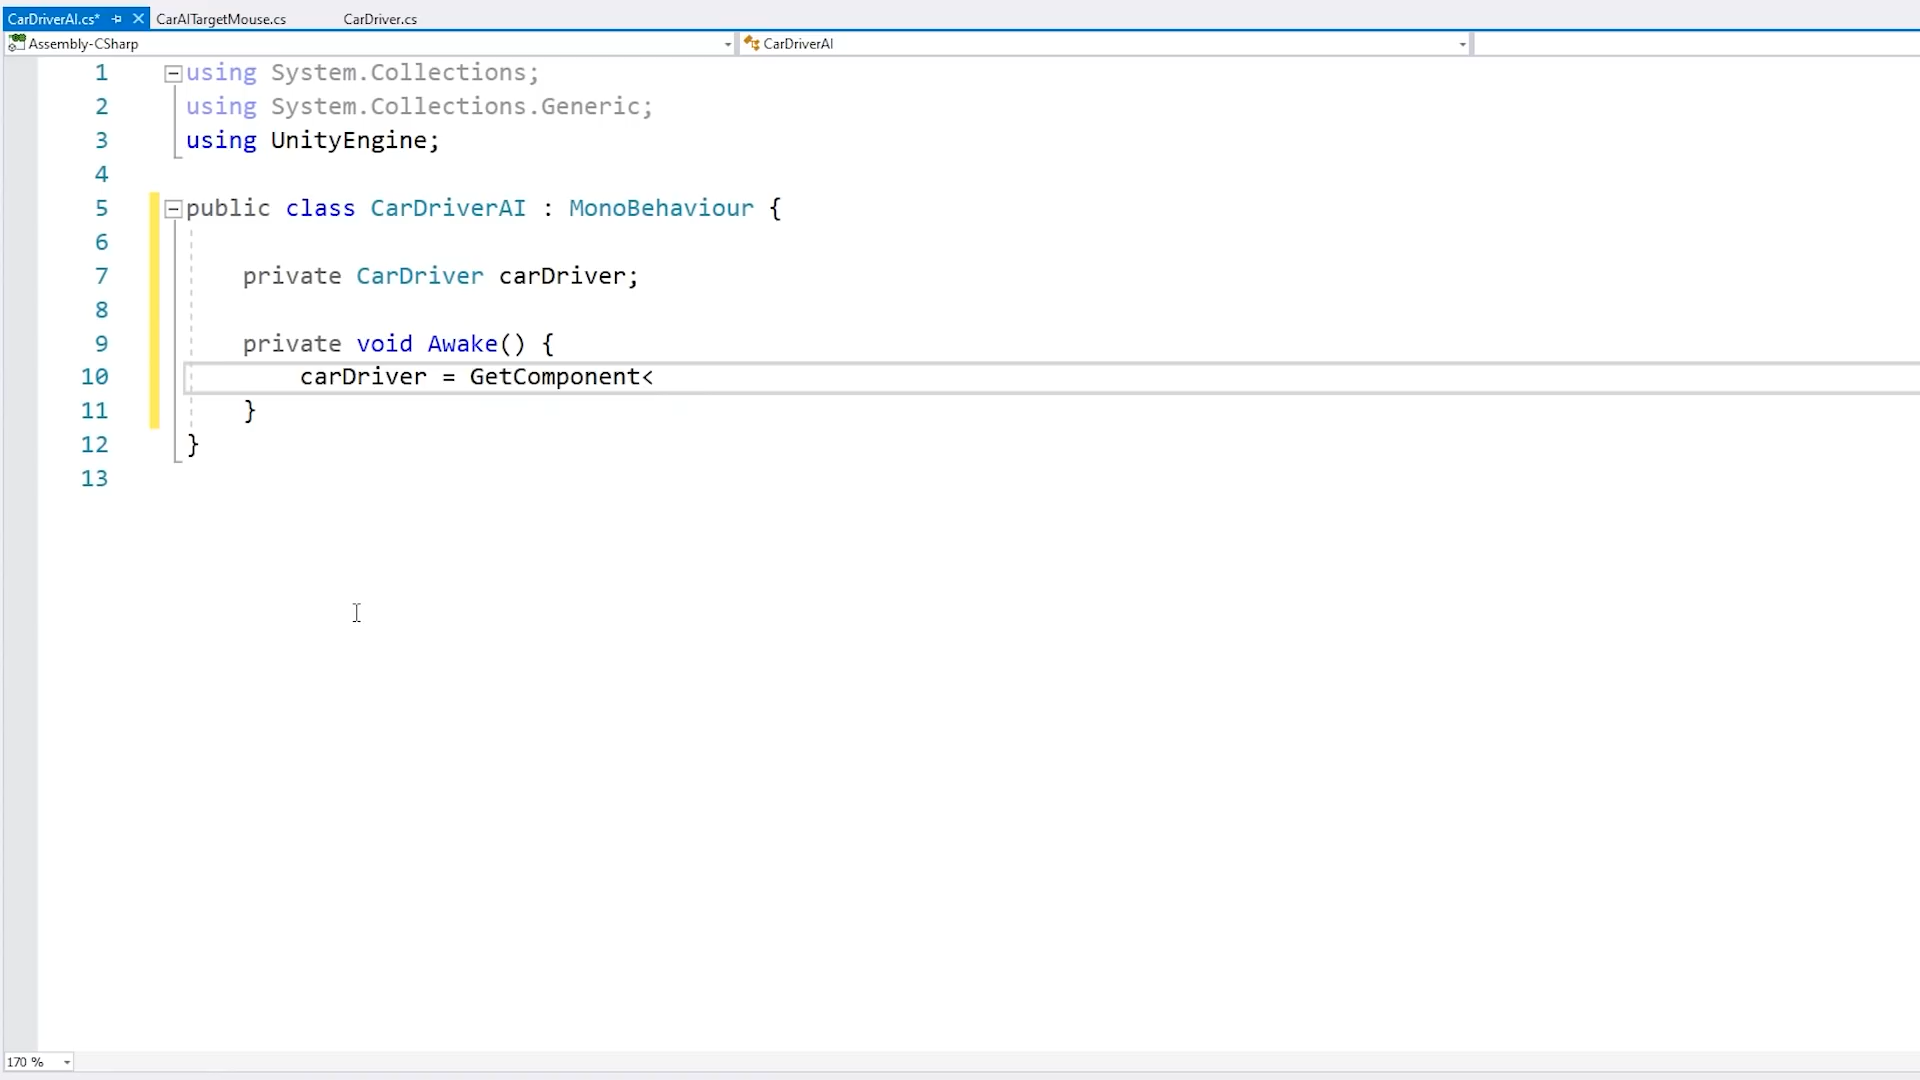 CarDriverAI.cs* CarAITargetMouse.cs CarDriver.cs
Assembly-CSharp CarDriverAI
1 using System.Collections;
2 using System.Collections.Generic;
3 using UnityEngine;
4
5 public class CarDriverAI : MonoBehaviour {
6
7 private CarDriver carDriver;
8
9 private void Awake() {
10 carDriver = GetComponent<
11 }
12 }
13
170 %